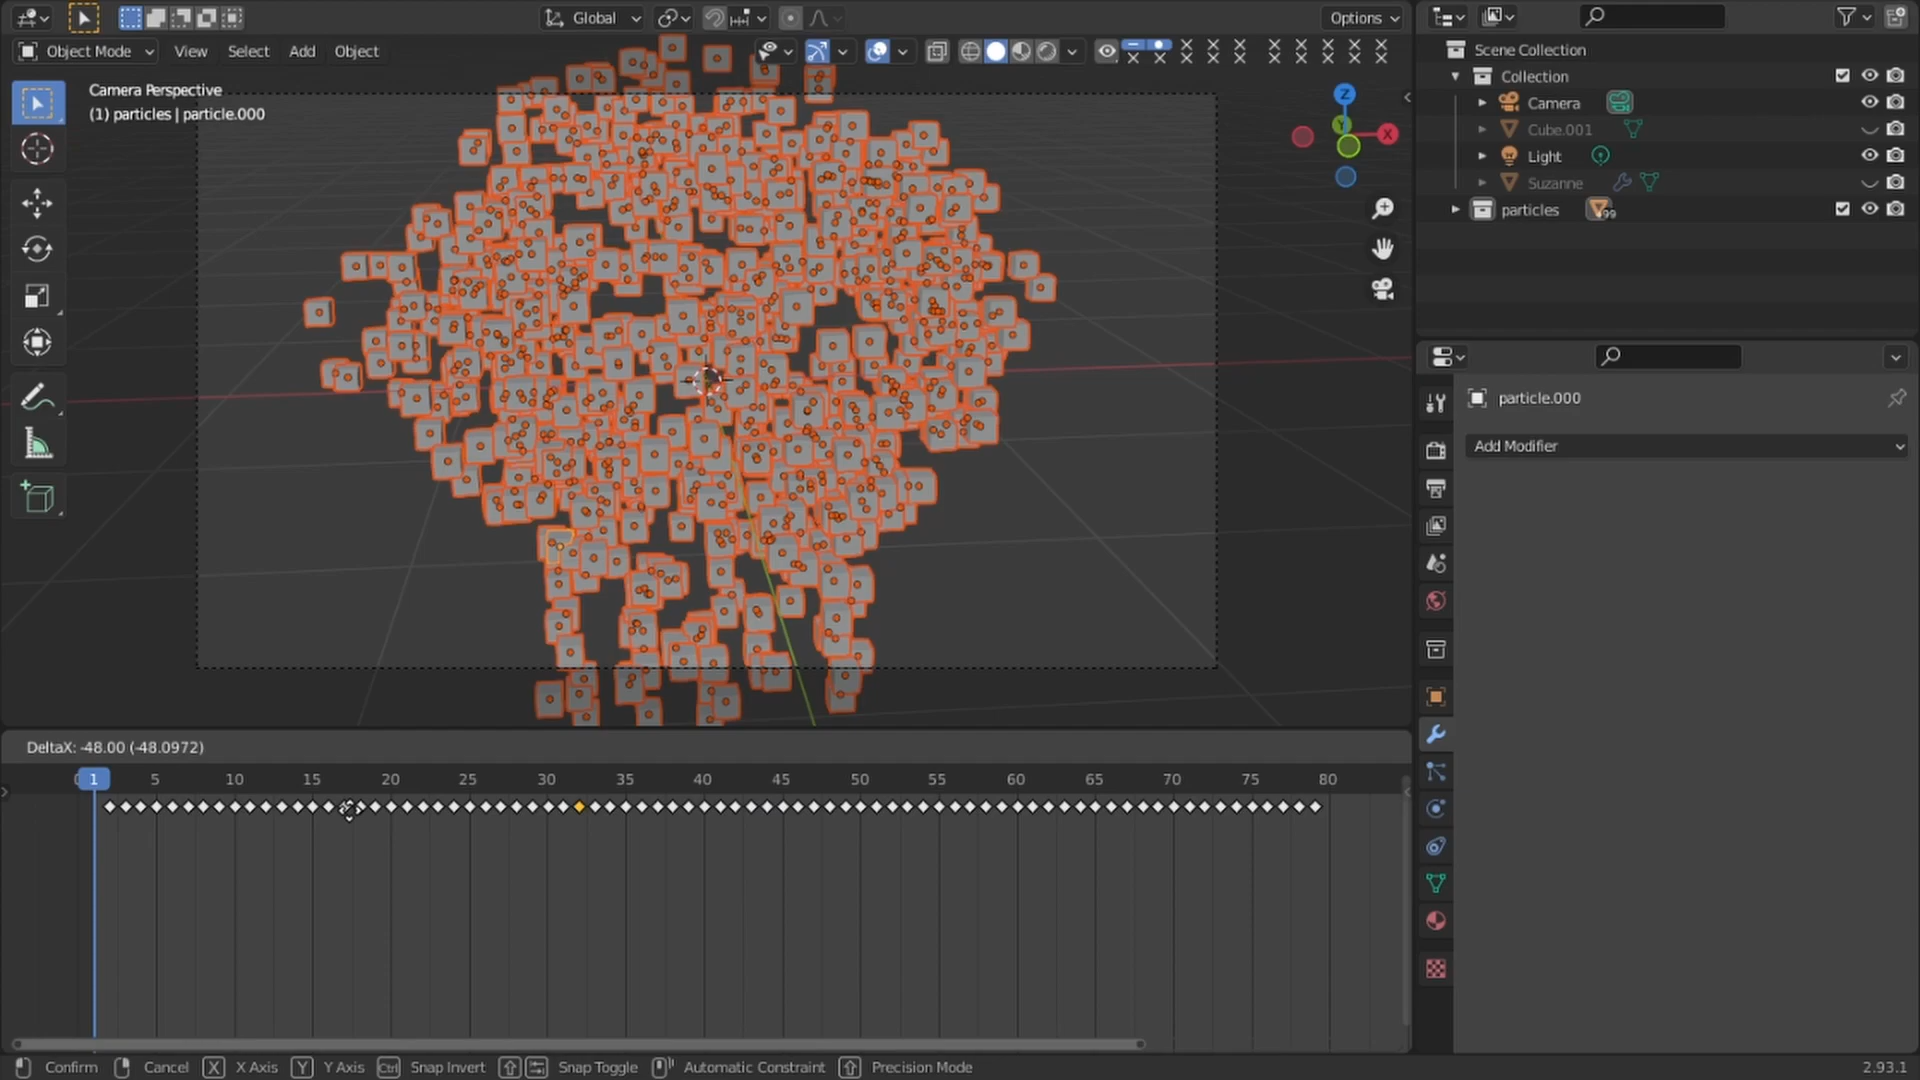 Global
Options
Object Mode
View
Select
Add
Object
Camera Perspective
(1) particles | particle.000
Z
Y
X
Scene Collection
Collection
Camera
Cube.001
Light
Suzanne
particles
99
particle.000
Add Modifier
DeltaX: -48.00 (-48.0972)
1 5 10 15 20 25 30 35 40 45 50 55 60 65 70 75 80
Confirm
Cancel
X X Axis
Y Y Axis
Ctrl Snap Invert
Snap Toggle
Automatic Constraint
Precision Mode
2.93.1